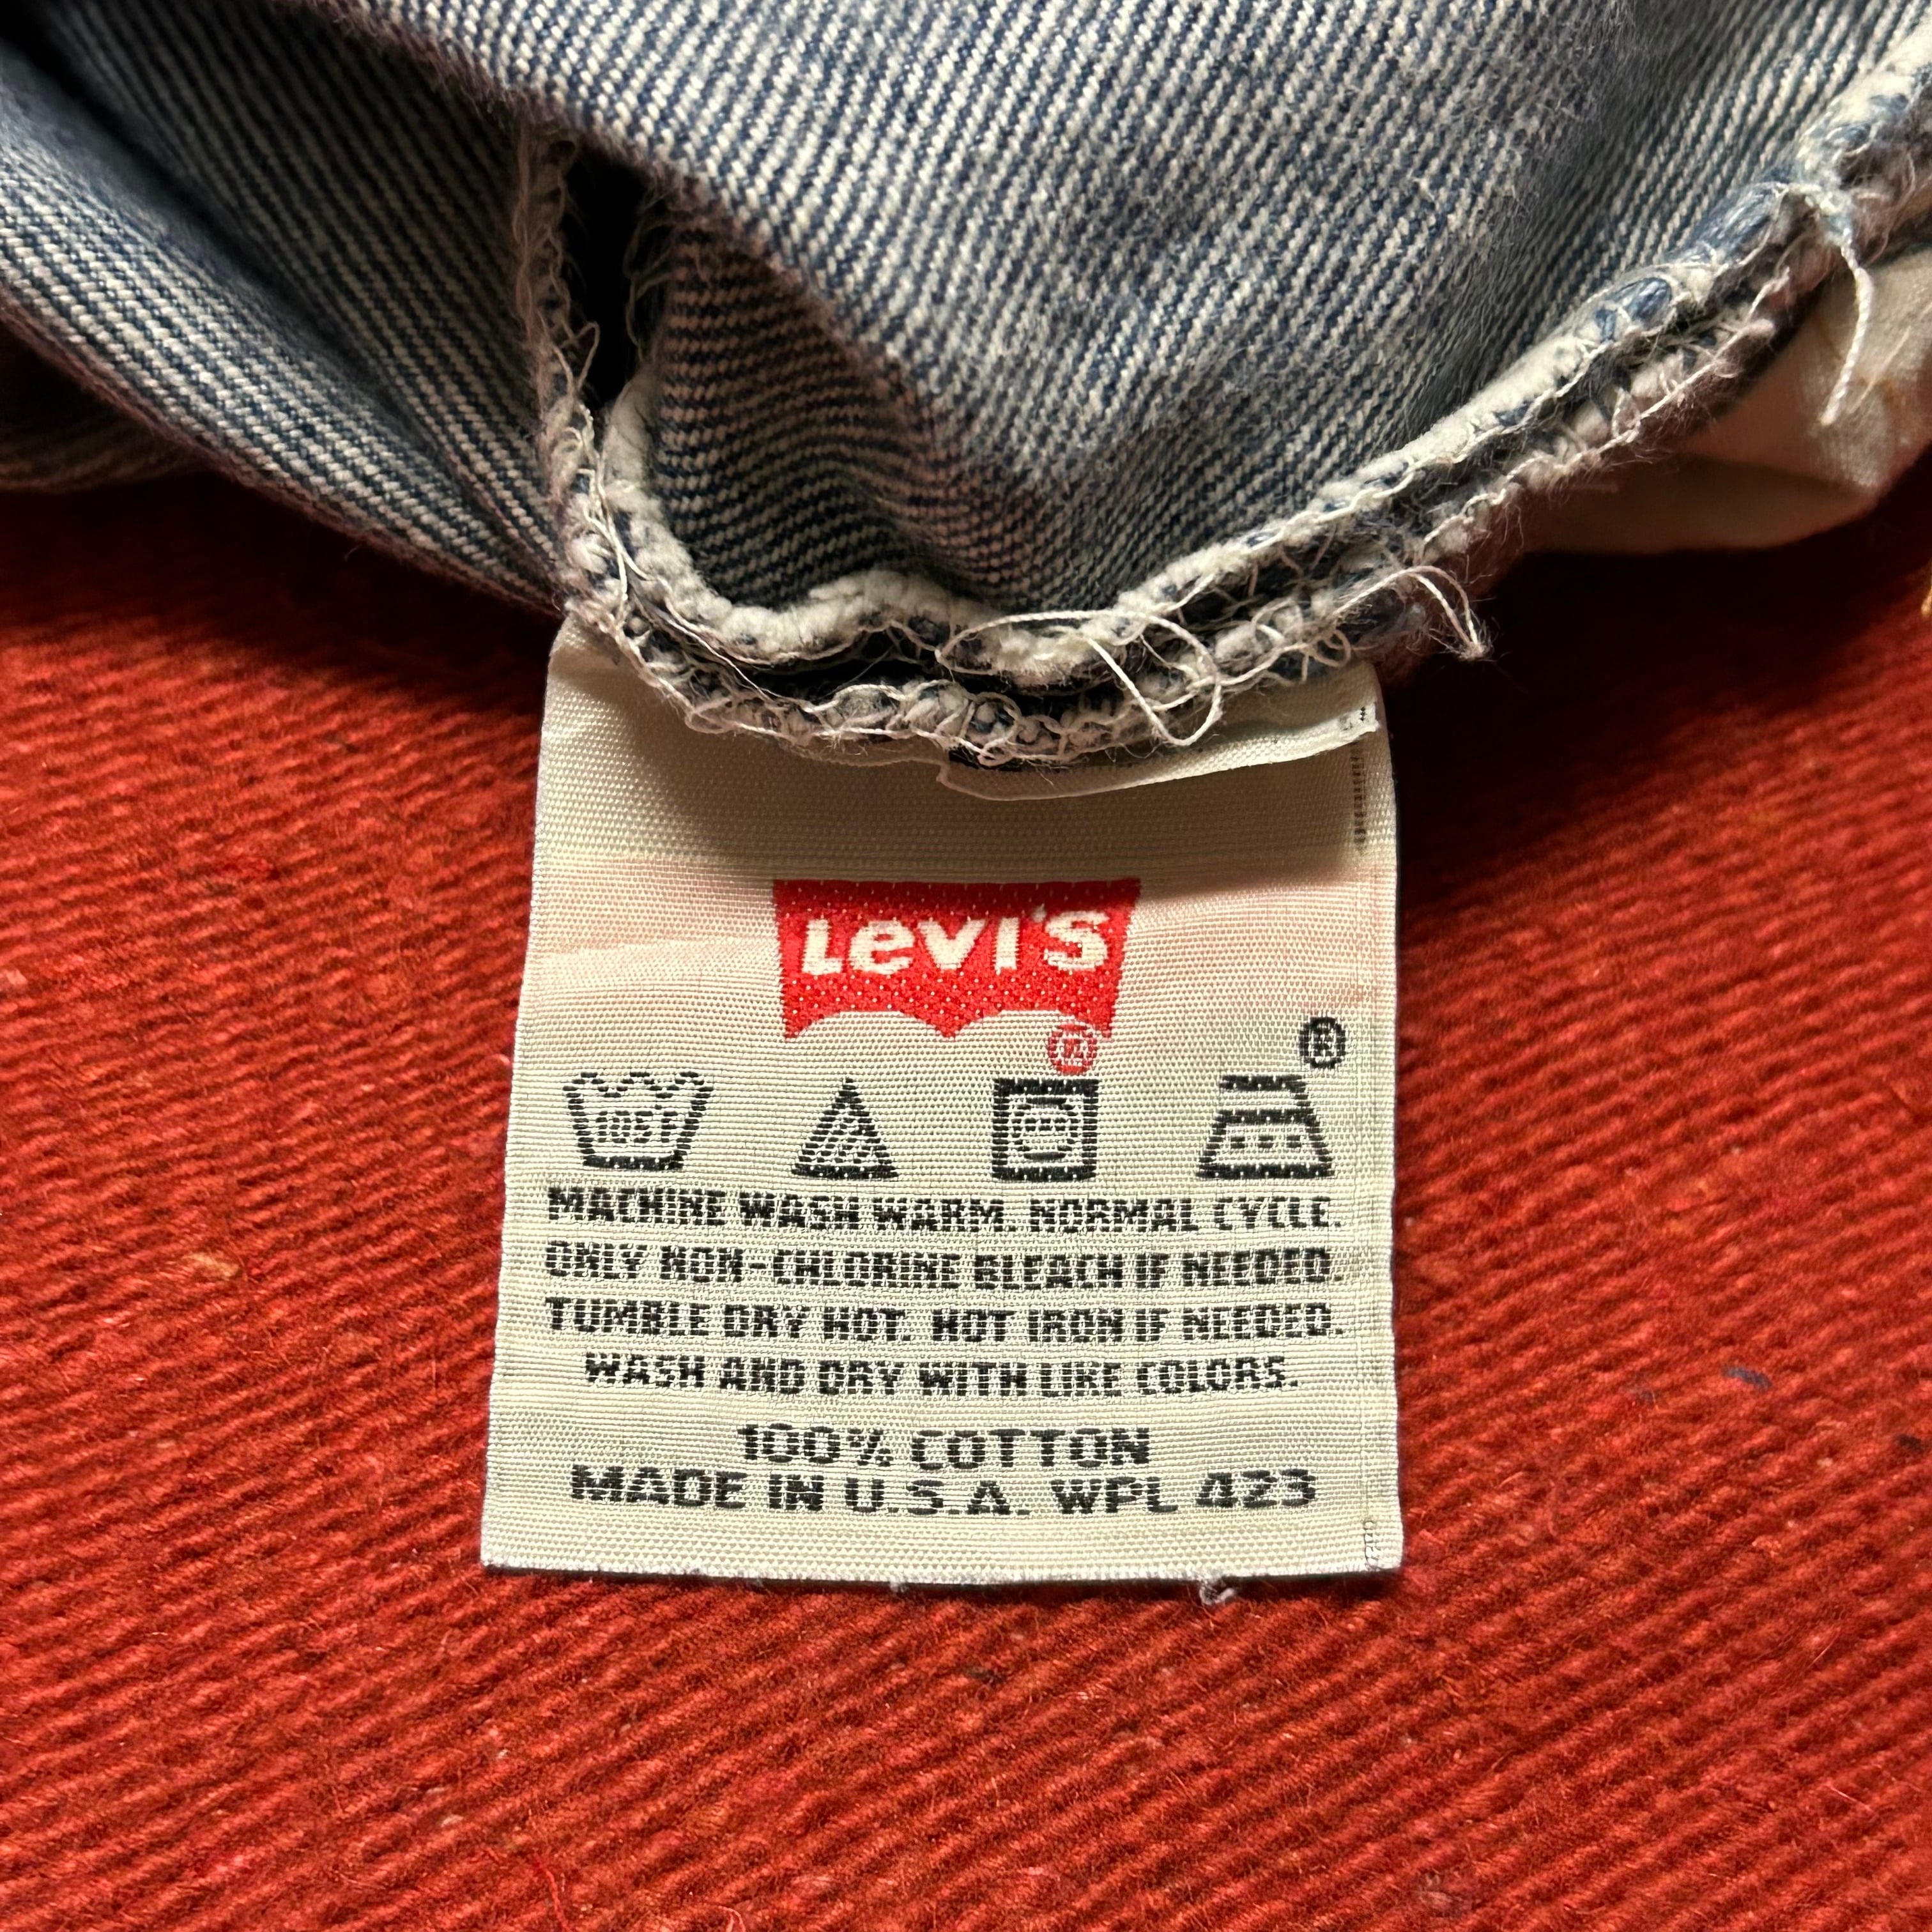 LEVI'S
®
®
105F
MACHINE WASH WARM. NORMAL CYCLE.
ONLY NON-CHLORINE BLEACH IF NEEDED.
TUMBLE DRY HOT. HOT IRON IF NEEDED.
WASH AND DRY WITH LIKE COLORS.
100% COTTON
MADE IN U.S.A. WPL 423